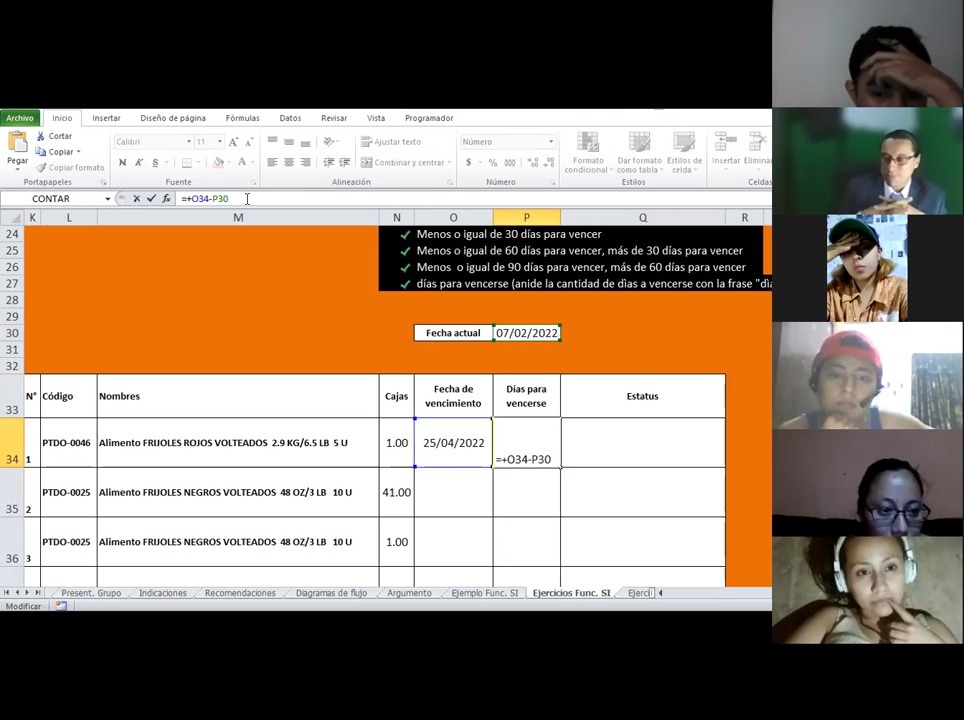 Archivo Inicio Insertar Diseño de página Fórmulas Datos Revisar Vista Programador
Cortar
Copiar
Copiar formato
Pegar
Portapapeles
Calibri 11
N K S
Fuente
Ajustar texto
Combinar y centrar
Alineación
Número
$ % 000
Número
Formato condicional
Dar formato como tabla
Estilos de celda
Estilos
Insertar
Elimina
Celdas
CONTAR =+O34-P30
K L M N O P Q R
24 Menos o igual de 30 días para vencer
25 Menos o igual de 60 días para vencer, más de 30 días para vencer
26 Menos o igual de 90 días para vencer, más de 60 días para vencer
27 días para vencerse (anide la cantidad de dias a vencerse con la frase "dia
28
29
30 Fecha actual 07/02/2022
31
32
33 N° Código Nombres Cajas Fecha de vencimiento Días para vencerse Estatus
34 1 PTDO-0046 Alimento FRIJOLES ROJOS VOLTEADOS 2.9 KG/6.5 LB 5 U 1.00 25/04/2022 =+O34-P30
35 2 PTDO-0025 Alimento FRIJOLES NEGROS VOLTEADOS 48 OZ/3 LB 10 U 41.00
36 3 PTDO-0025 Alimento FRIJOLES NEGROS VOLTEADOS 48 OZ/3 LB 10 U 1.00
Present. Grupo Indicaciones Recomendaciones Diagramas de flujo Argumento Ejemplo Func. SI Ejercicios Func. SI Ejerci
Modificar